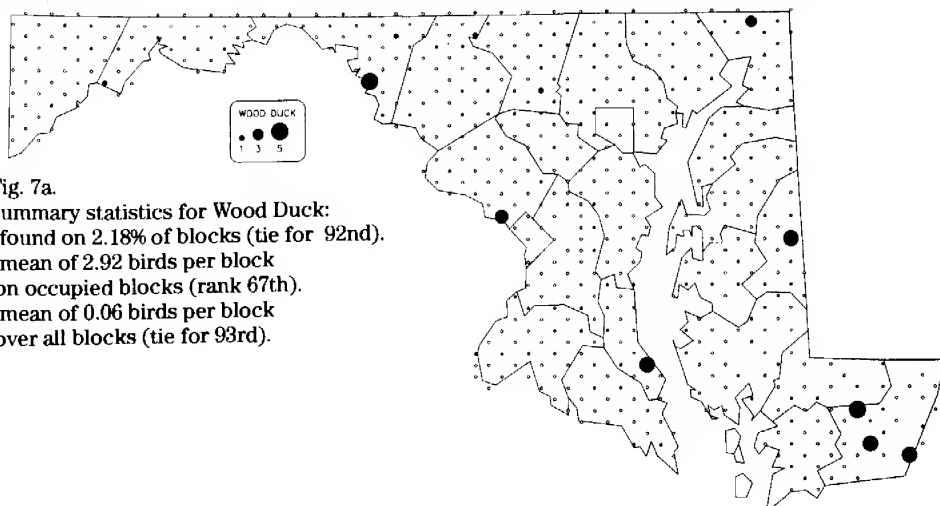 WOOD DUCK
1 3 5
ig. 7a.
ummary statistics for Wood Duck:
found on 2.18% of blocks (tie for 92nd).
mean of 2.92 birds per block
on occupied blocks (rank 67th).
mean of 0.06 birds per block
over all blocks (tie for 93rd).